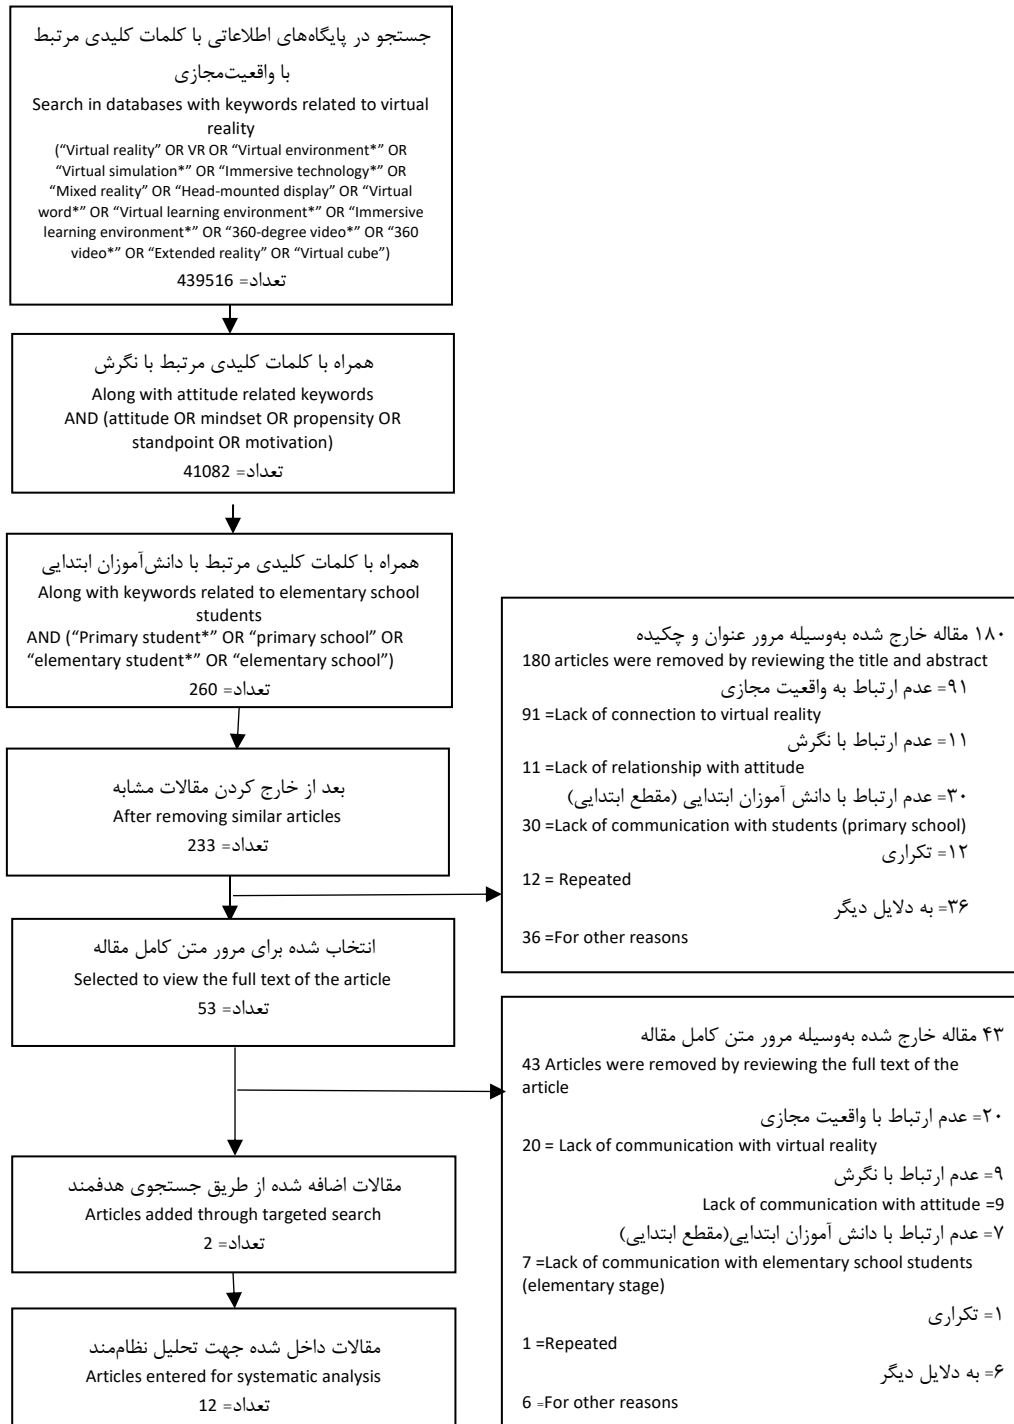 جستجو در پایگاه‌های اطلاعاتی با کلمات کلیدی مرتبط
با واقعیت‌مجازی
Search in databases with keywords related to virtual
reality
(“Virtual reality” OR VR OR “Virtual environment*” OR
“Virtual simulation*” OR “Immersive technology*” OR
“Mixed reality” OR “Head-mounted display” OR “Virtual
word*” OR “Virtual learning environment*” OR “Immersive
learning environment*” OR “360-degree video*” OR “360
video*” OR “Extended reality” OR “Virtual cube”)
تعداد= 439516
همراه با کلمات کلیدی مرتبط با نگرش
Along with attitude related keywords
AND (attitude OR mindset OR propensity OR
standpoint OR motivation)
تعداد= 41082
همراه با کلمات کلیدی مرتبط با دانش‌آموزان ابتدایی
Along with keywords related to elementary school
students
AND (“Primary student*” OR “primary school” OR
“elementary student*” OR “elementary school”)
تعداد= 260
بعد از خارج کردن مقالات مشابه
After removing similar articles
تعداد= 233
۱۸۰ مقاله خارج شده به‌وسیله مرور عنوان و چکیده
180 articles were removed by reviewing the title and abstract
۹۱= عدم ارتباط به واقعیت مجازی
91 =Lack of connection to virtual reality
۱۱= عدم ارتباط با نگرش
11 =Lack of relationship with attitude
۳۰= عدم ارتباط با دانش آموزان ابتدایی (مقطع ابتدایی)
30 =Lack of communication with students (primary school)
۱۲= تکراری
12 = Repeated
۳۶= به دلایل دیگر
36 =For other reasons
انتخاب شده برای مرور متن کامل مقاله
Selected to view the full text of the article
تعداد= 53
۴۳ مقاله خارج شده به‌وسیله مرور متن کامل مقاله
43 Articles were removed by reviewing the full text of the
article
۲۰= عدم ارتباط با واقعیت مجازی
20 = Lack of communication with virtual reality
۹= عدم ارتباط با نگرش
Lack of communication with attitude =9
۷= عدم ارتباط با دانش آموزان ابتدایی(مقطع ابتدایی)
7 =Lack of communication with elementary school students
(elementary stage)
۱= تکراری
1 =Repeated
۶= به دلایل دیگر
6 =For other reasons
مقالات اضافه شده از طریق جستجوی هدفمند
Articles added through targeted search
تعداد= 2
مقالات داخل شده جهت تحلیل نظام‌مند
Articles entered for systematic analysis
تعداد= 12